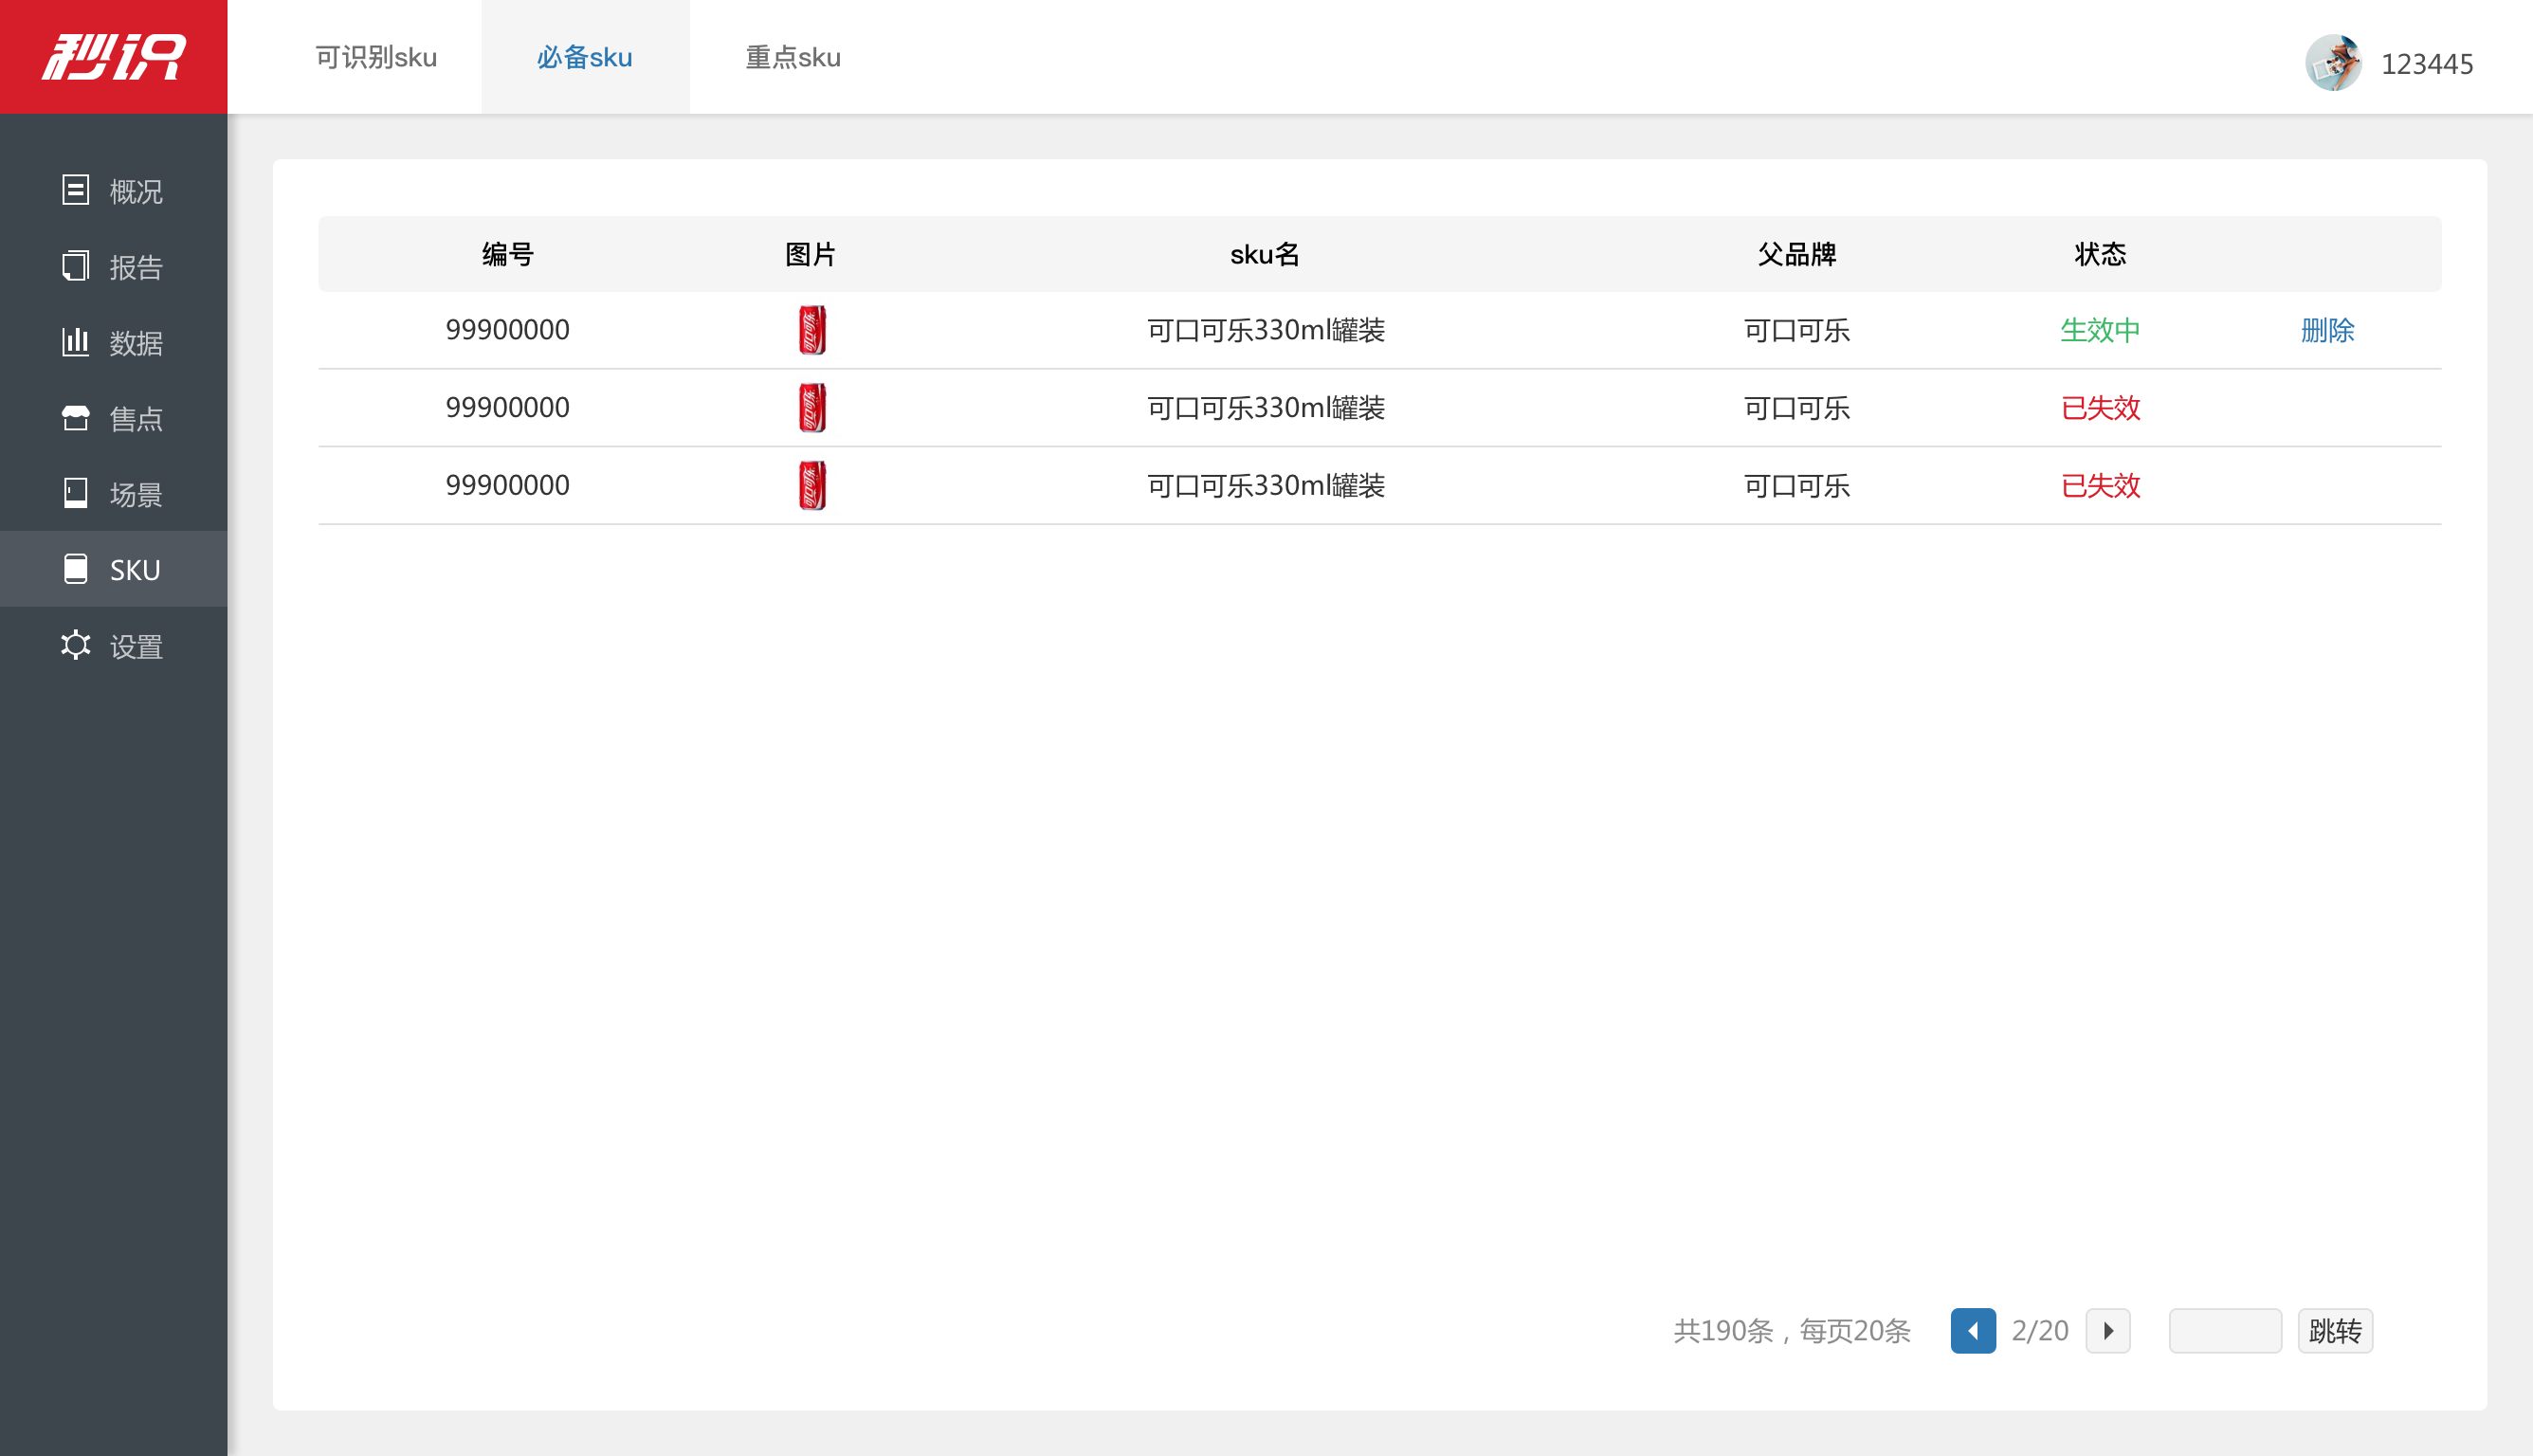 秒识
可识别sku 必备sku 重点sku
123445
概况
报告
数据
售点
场景
SKU
设置
编号 图片 sku名 父品牌 状态
99900000 可口可乐330ml罐装 可口可乐 生效中 删除
99900000 可口可乐330ml罐装 可口可乐 已失效
99900000 可口可乐330ml罐装 可口可乐 已失效
共190条，每页20条 2/20 跳转